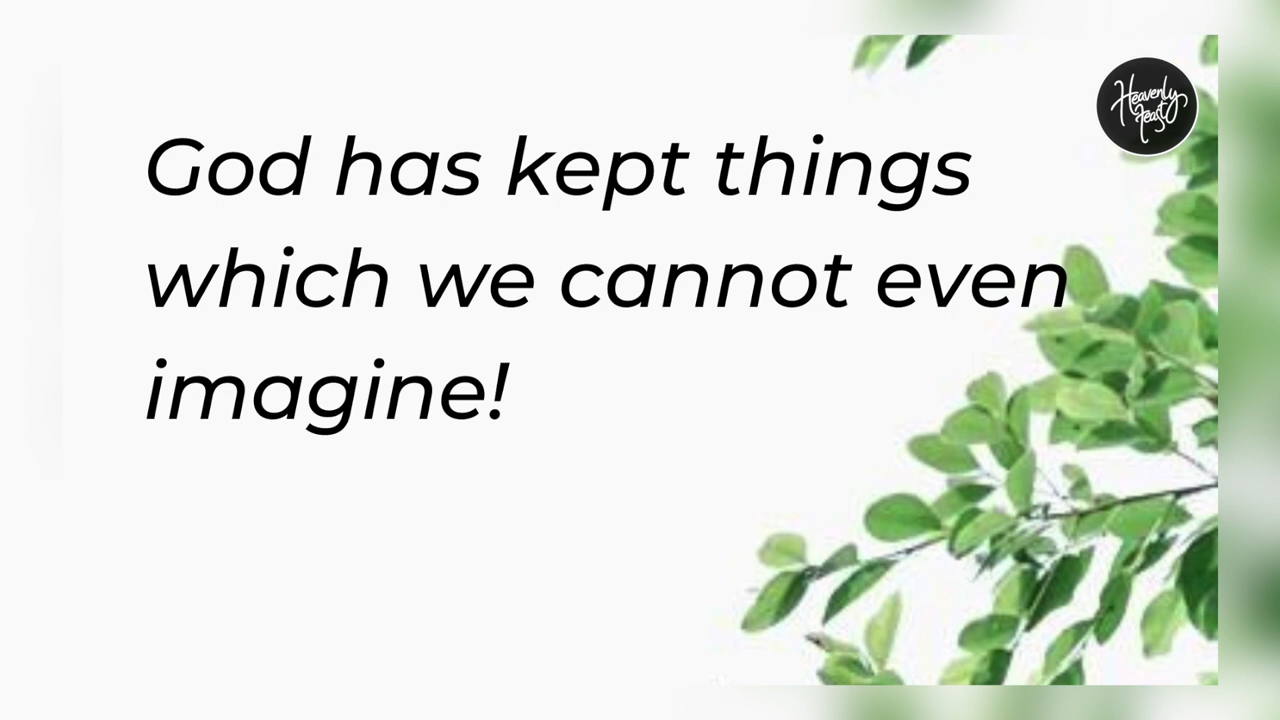 Heavenly
feast
God has kept things
which we cannot even
imagine!